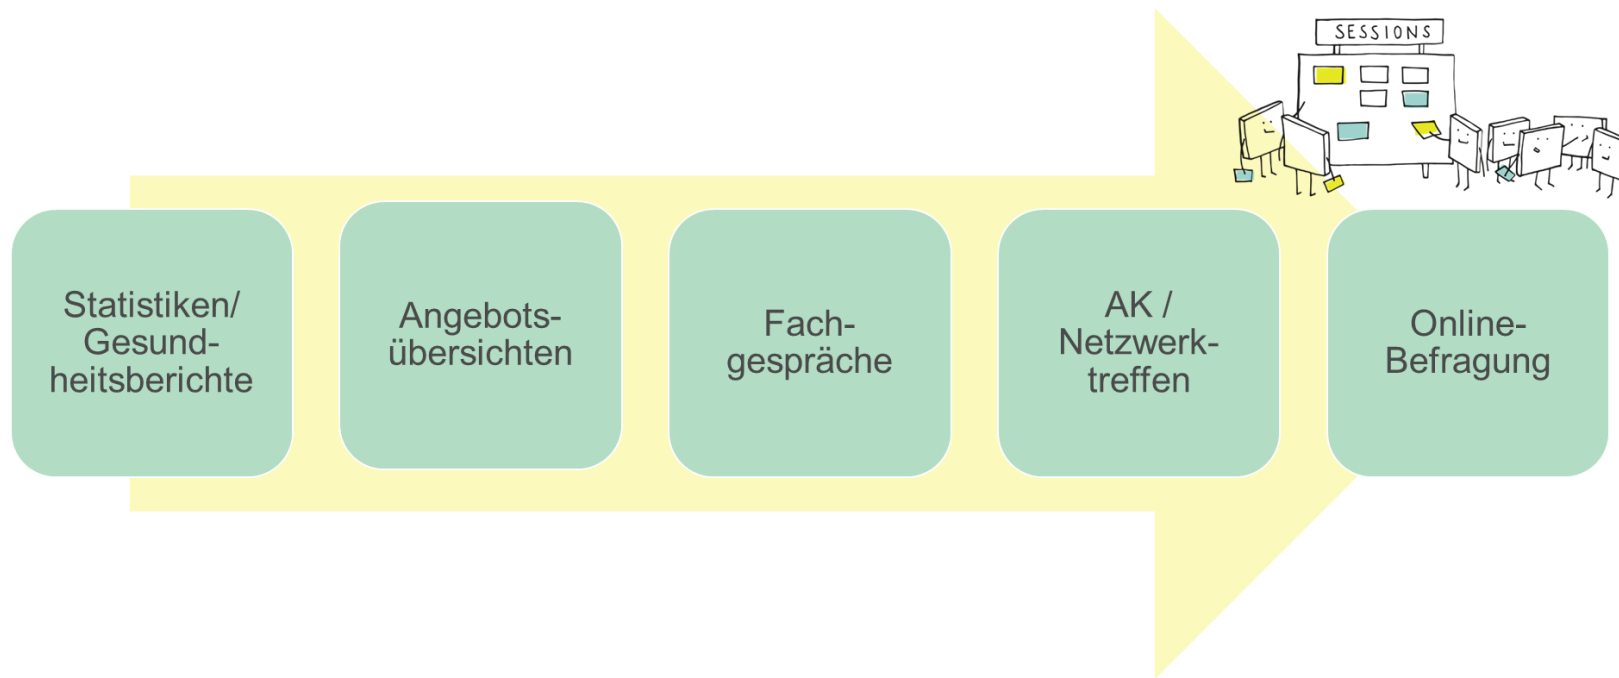 SESSIONS
Statistiken/
Gesund-
heitsberichte
Angebots-
übersichten
Fach-
gespräche
AK /
Netzwerk-
treffen
Online-
Befragung